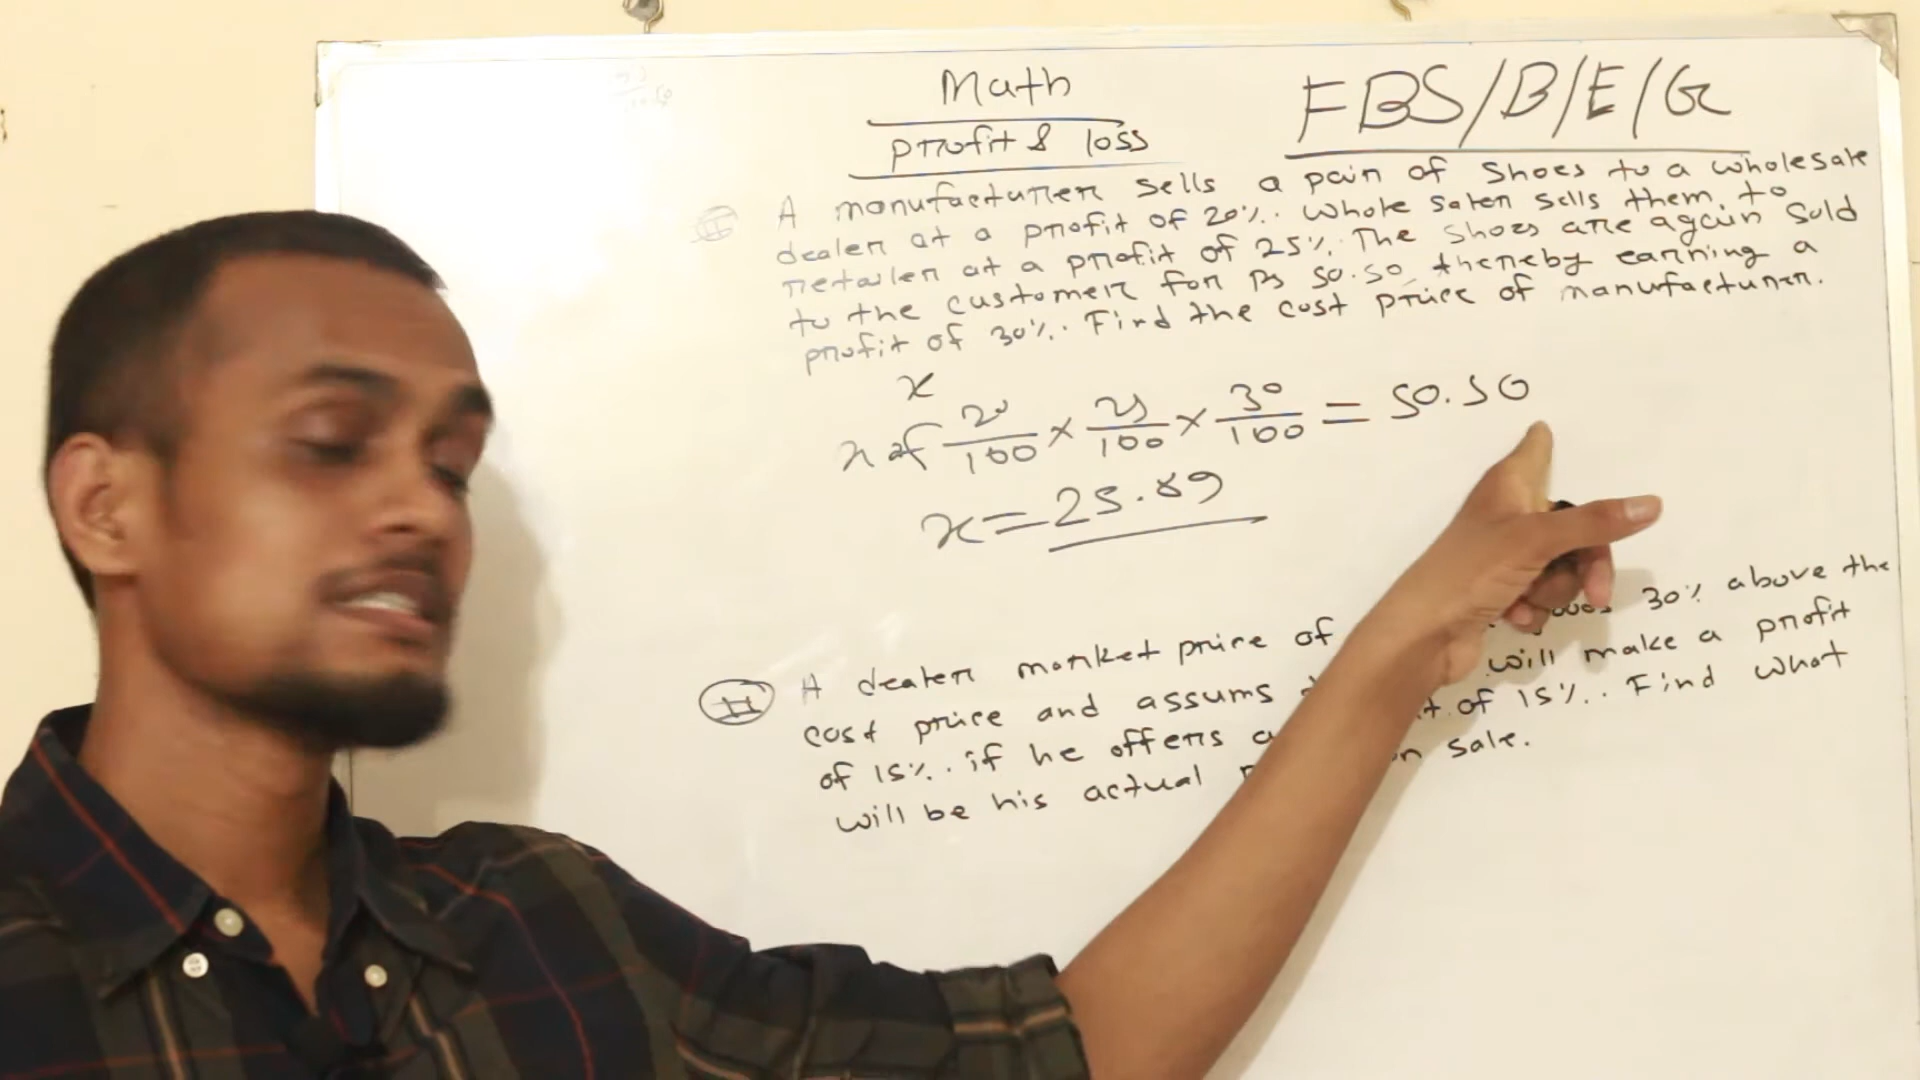 Math
profit & loss
FBS/B/E/G
A manufacturer sells a pair of shoes to a wholesale
dealer at a profit of 20%. Whole saler sells them to
retailer at a profit of 25%. The shoes are again sold
to the customer for Rs 50.50, thereby earning a
profit of 30%. Find the cost price of manufacturer.
x
x of 20/100 × 25/100 × 30/100 = 50.50
x = 25.89
II A dealer market price of 30% above the
cost price and assums will make a profit
of 15%. if he offers a of 15%. Find what
will be his actual sale.